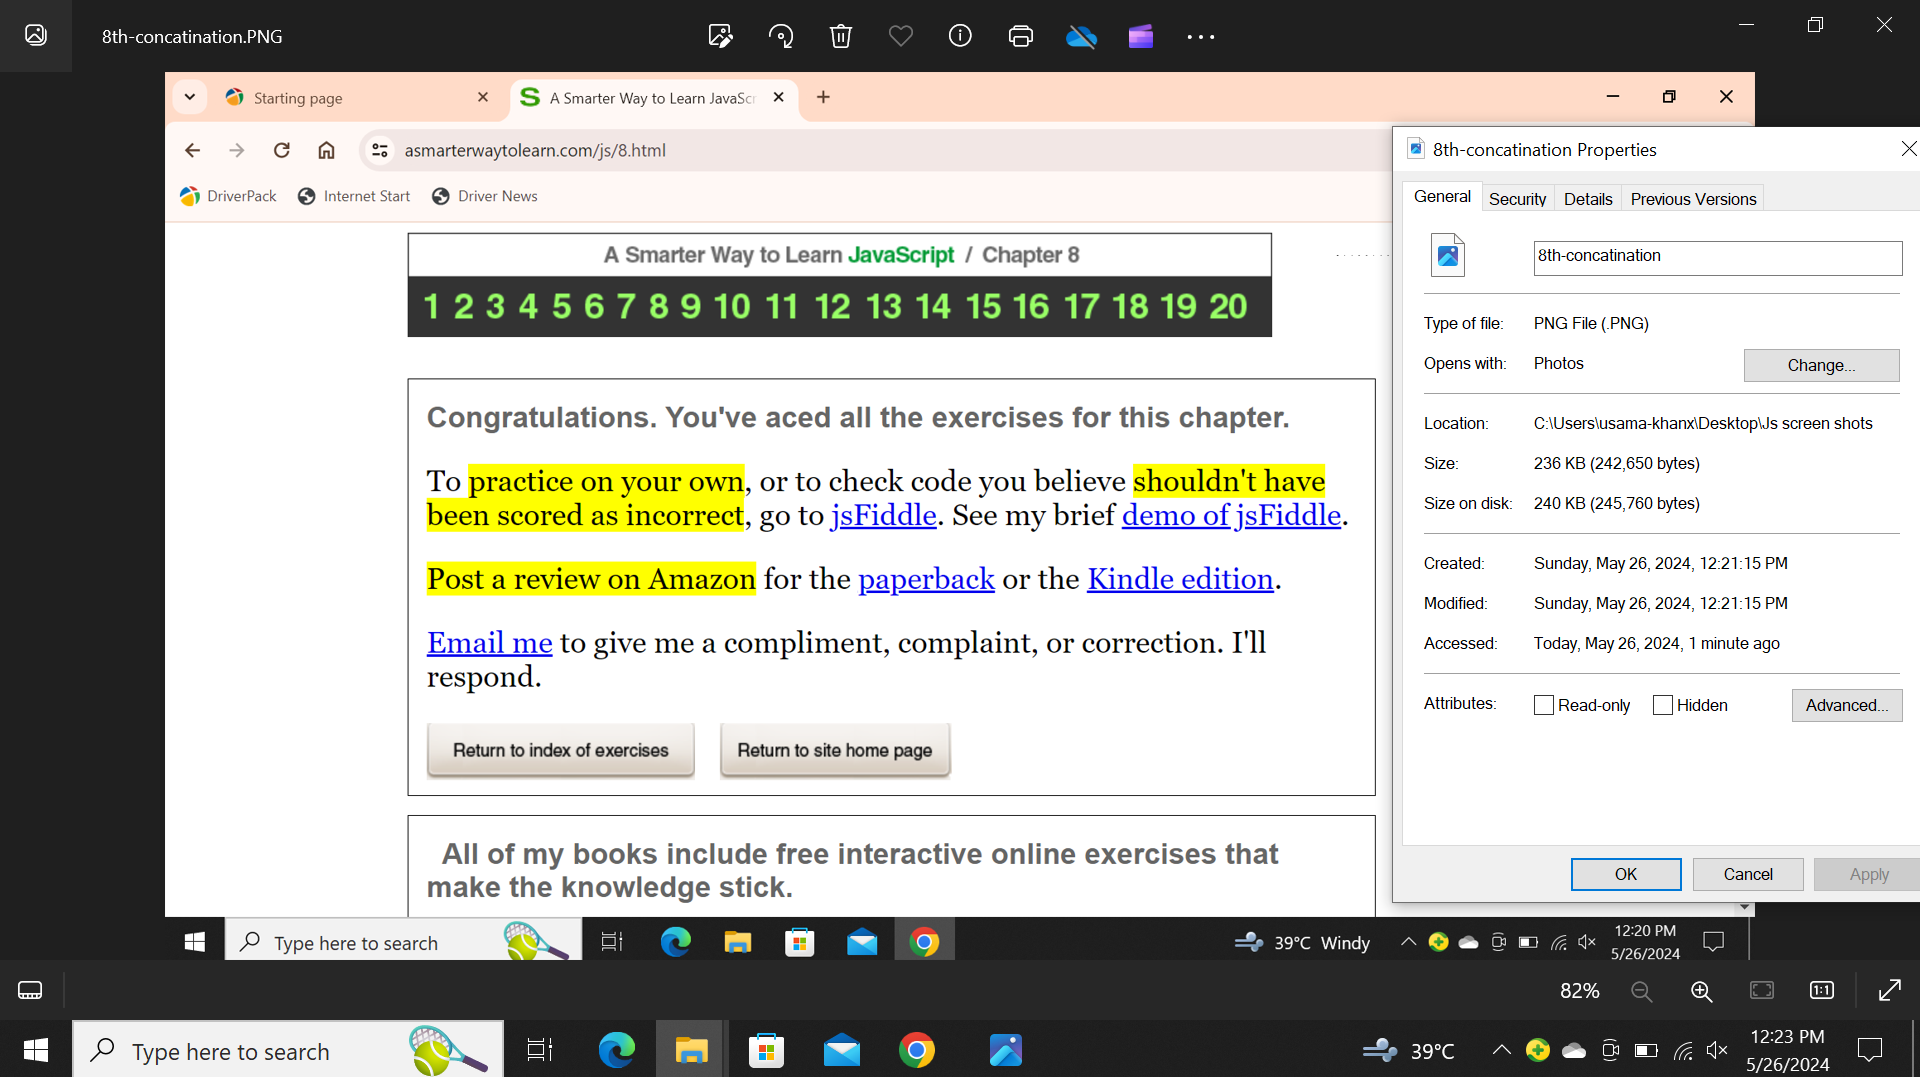 8th-concatination.PNG
Starting page
A Smarter Way to Learn JavaScr
asmarterwaytolearn.com/js/8.html
DriverPack Internet Start Driver News
A Smarter Way to Learn JavaScript / Chapter 8
1 2 3 4 5 6 7 8 9 10 11 12 13 14 15 16 17 18 19 20
Congratulations. You've aced all the exercises for this chapter.
To practice on your own, or to check code you believe shouldn't have
been scored as incorrect, go to jsFiddle. See my brief demo of jsFiddle.
Post a review on Amazon for the paperback or the Kindle edition.
Email me to give me a compliment, complaint, or correction. I'll
respond.
Return to index of exercises Return to site home page
All of my books include free interactive online exercises that
make the knowledge stick.
8th-concatination Properties
General Security Details Previous Versions
8th-concatination
Type of file: PNG File (.PNG)
Opens with: Photos Change...
Location: C:\Users\usama-khanx\Desktop\Js screen shots
Size: 236 KB (242,650 bytes)
Size on disk: 240 KB (245,760 bytes)
Created: Sunday, May 26, 2024, 12:21:15 PM
Modified: Sunday, May 26, 2024, 12:21:15 PM
Accessed: Today, May 26, 2024, 1 minute ago
Attributes: Read-only Hidden Advanced...
OK Cancel Apply
Type here to search
39°C Windy
12:20 PM
5/26/2024
82%
1:1
Type here to search
39°C
12:23 PM
5/26/2024